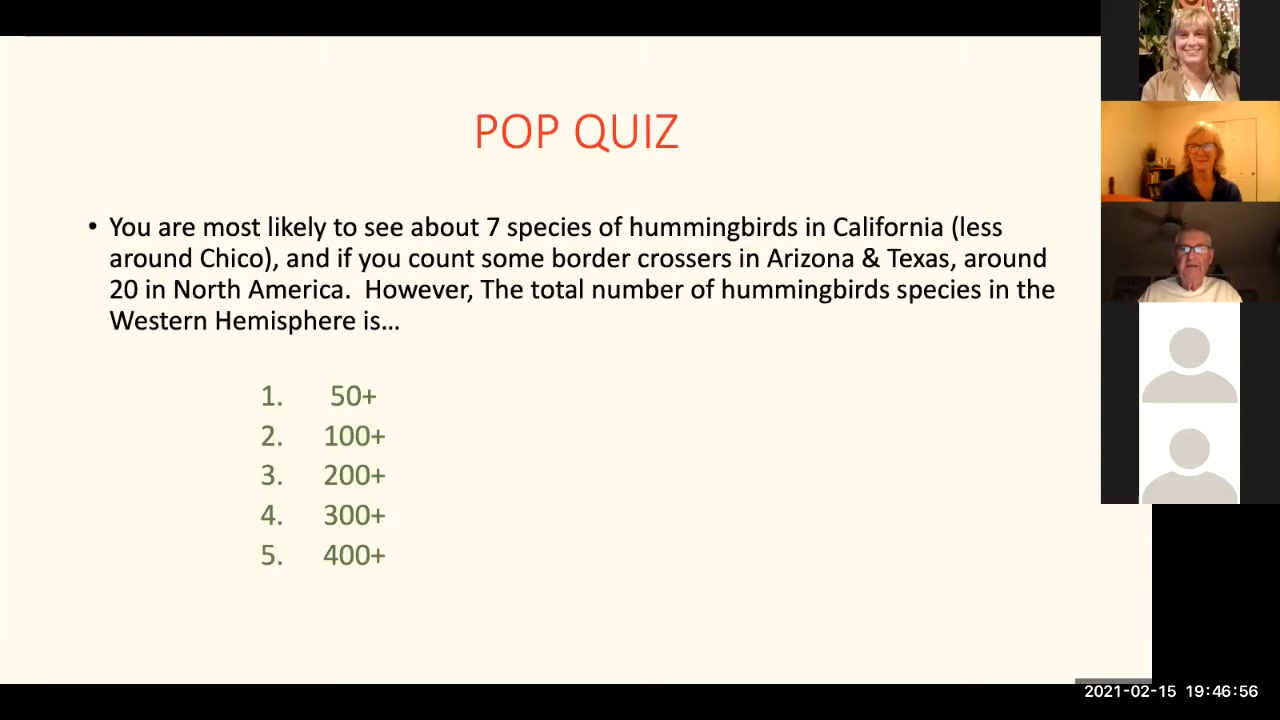 POP QUIZ
• You are most likely to see about 7 species of hummingbirds in California (less
around Chico), and if you count some border crossers in Arizona & Texas, around
20 in North America.  However, The total number of hummingbirds species in the
Western Hemisphere is...
1. 50+
2. 100+
3. 200+
4. 300+
5. 400+
2021-02-15 19:46:56